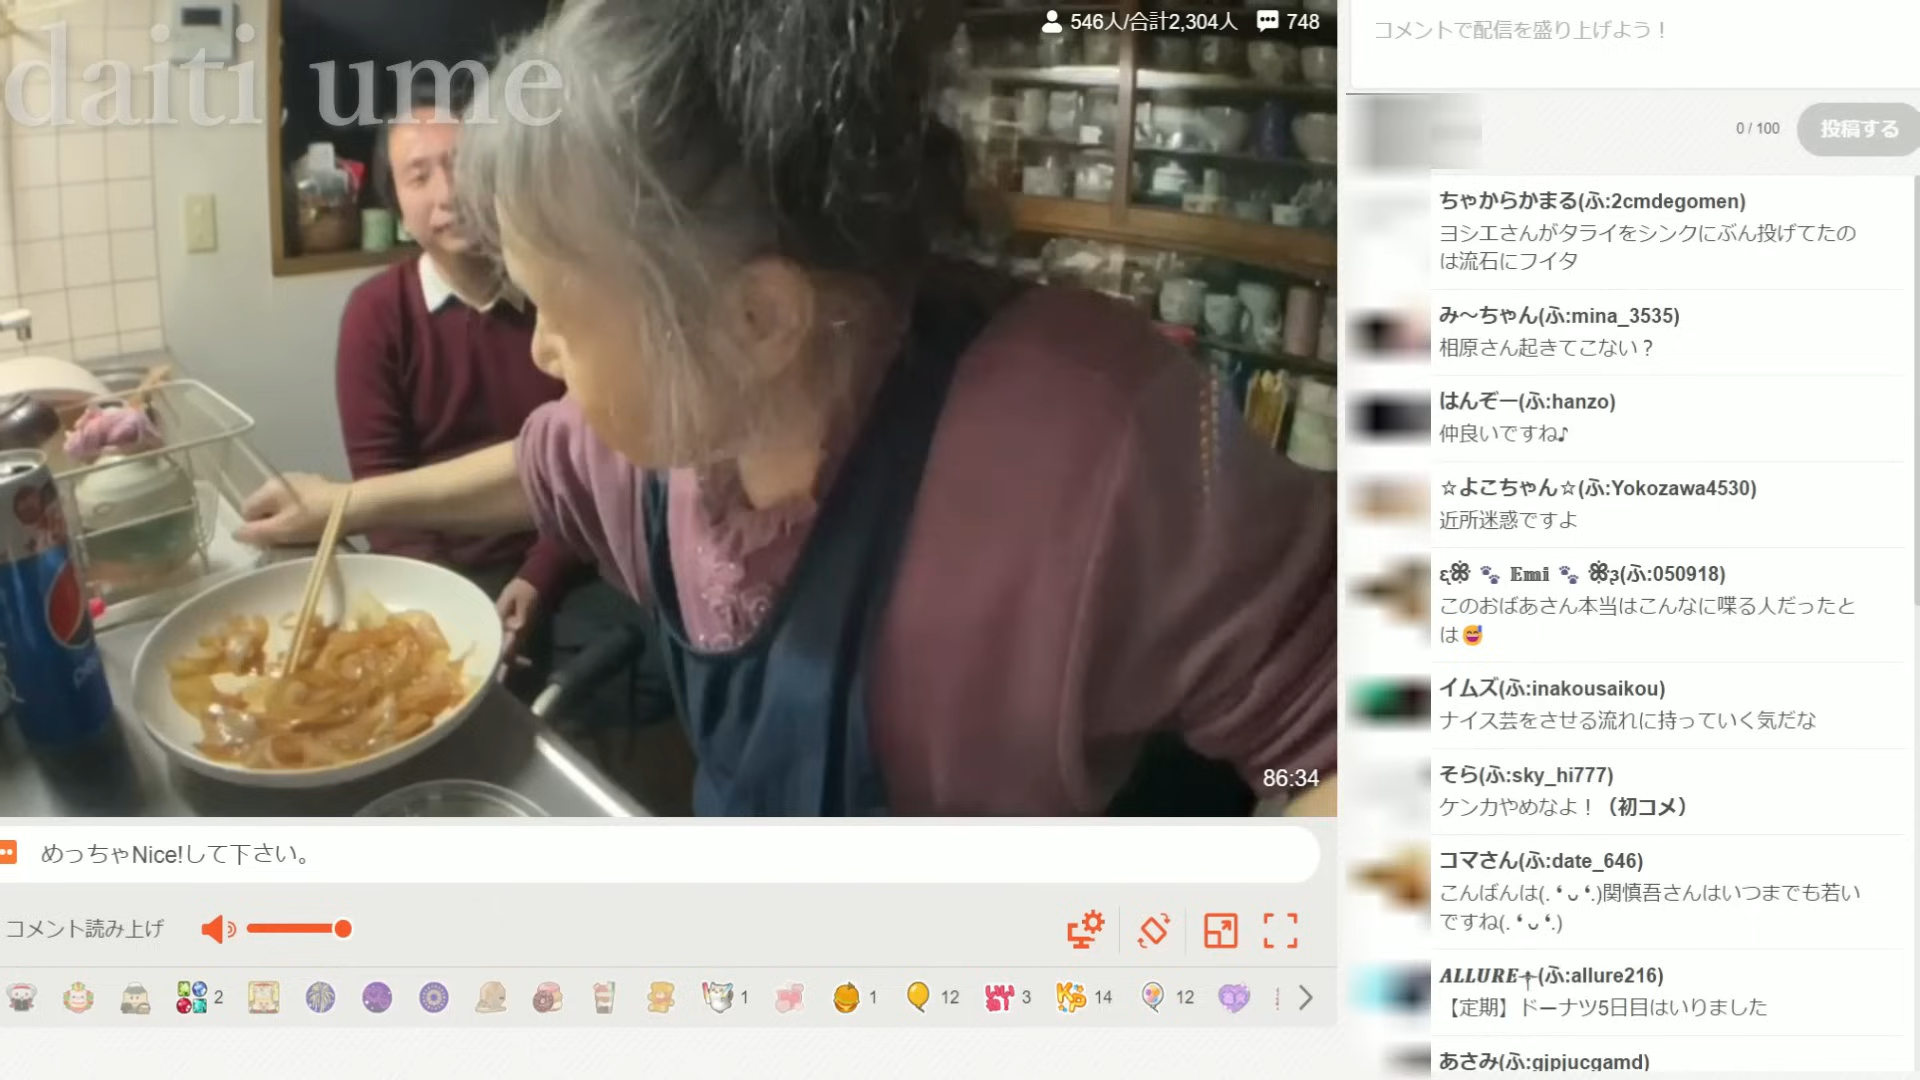 daiti ume
546人/合計2,304人 748
86:34
めっちゃNice!して下さい。
コメント読み上げ
2 1 1 12 3 14 12
コメントで配信を盛り上げよう！
0 / 100 投稿する
ちゃからかまる(ふ:2cmdegomen)
ヨシエさんがタライをシンクにぶん投げてたの
は流石にフイタ
み～ちゃん(ふ:mina_3535)
相原さん起きてこない？
はんぞー(ふ:hanzo)
仲良いですね♪
☆よこちゃん☆(ふ:Yokozawa4530)
近所迷惑ですよ
ԑ̮̑ꕤ 🐾 𝔼𝕞𝕚 🐾 ꕤɜ(ふ:050918)
このおばあさん本当はこんなに喋る人だったと
は😅
イムズ(ふ:inakousaikou)
ナイス芸をさせる流れに持っていく気だな
そら(ふ:sky_hi777)
ケンカやめなよ！（初コメ）
コマさん(ふ:date_646)
こんばんは(.❛ᴗ❛.)関慎吾さんはいつまでも若い
ですね(.❛ᴗ❛.)
𝑨𝑳𝑳𝑼𝑹𝑬┿(ふ:allure216)
【定期】ドーナツ5日目はいりました
あさみ(ふ:gjpjucgamd)